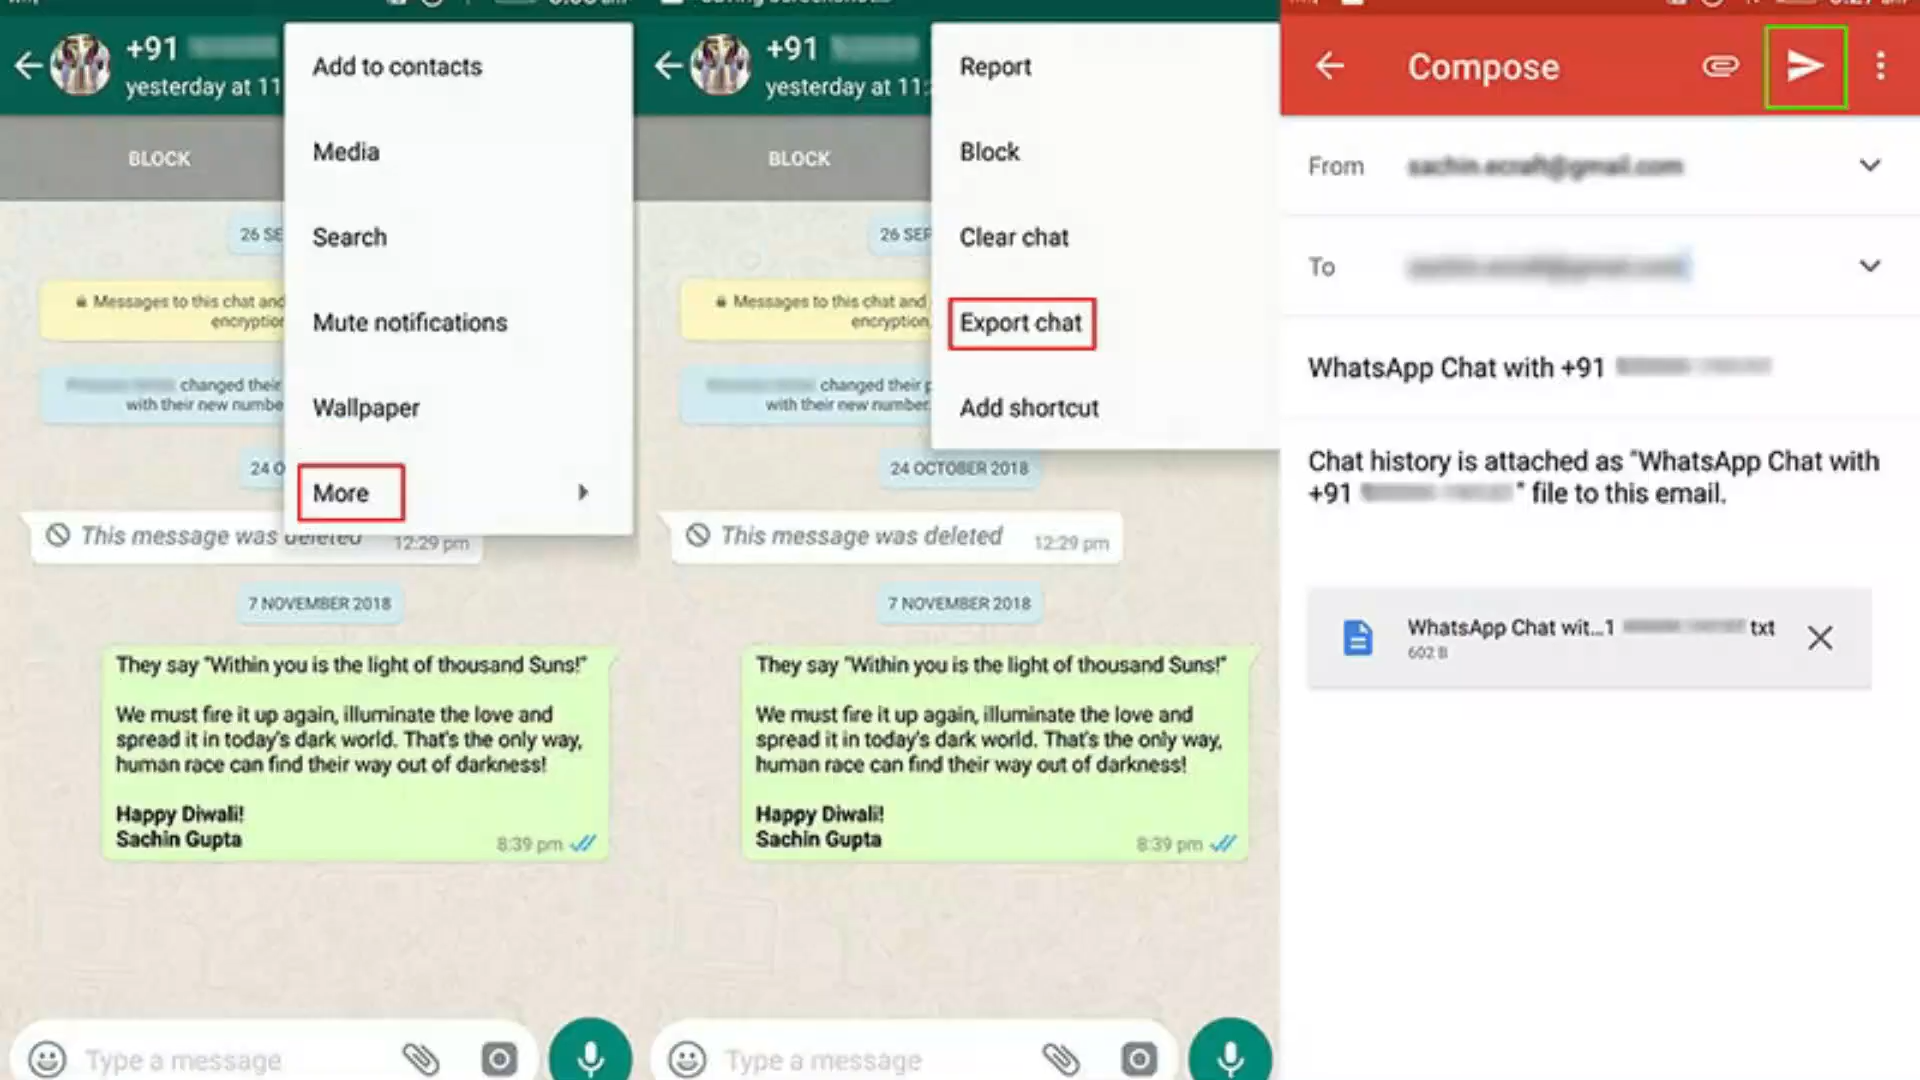 +91
yesterday at 11
BLOCK
Add to contacts
Media
Search
Mute notifications
Wallpaper
More
26 SE
Messages to this chat and
encryption
changed their
with their new numbe
24 O
This message was deleted
12:29 pm
7 NOVEMBER 2018
They say "Within you is the light of thousand Suns!"
We must fire it up again, illuminate the love and
spread it in today's dark world. That's the only way,
human race can find their way out of darkness!
Happy Diwali!
Sachin Gupta
8:39 pm
Type a message
+91
yesterday at 11:
BLOCK
Report
Block
Clear chat
Export chat
Add shortcut
26 SEP
Messages to this chat and
encryption.
changed their p
with their new number.
24 OCTOBER 2018
This message was deleted
12:29 pm
7 NOVEMBER 2018
They say "Within you is the light of thousand Suns!"
We must fire it up again, illuminate the love and
spread it in today's dark world. That's the only way,
human race can find their way out of darkness!
Happy Diwali!
Sachin Gupta
8:39 pm
Type a message
Compose
From
To
WhatsApp Chat with +91
Chat history is attached as "WhatsApp Chat with
+91 " file to this email.
WhatsApp Chat wit...1 txt
602 B